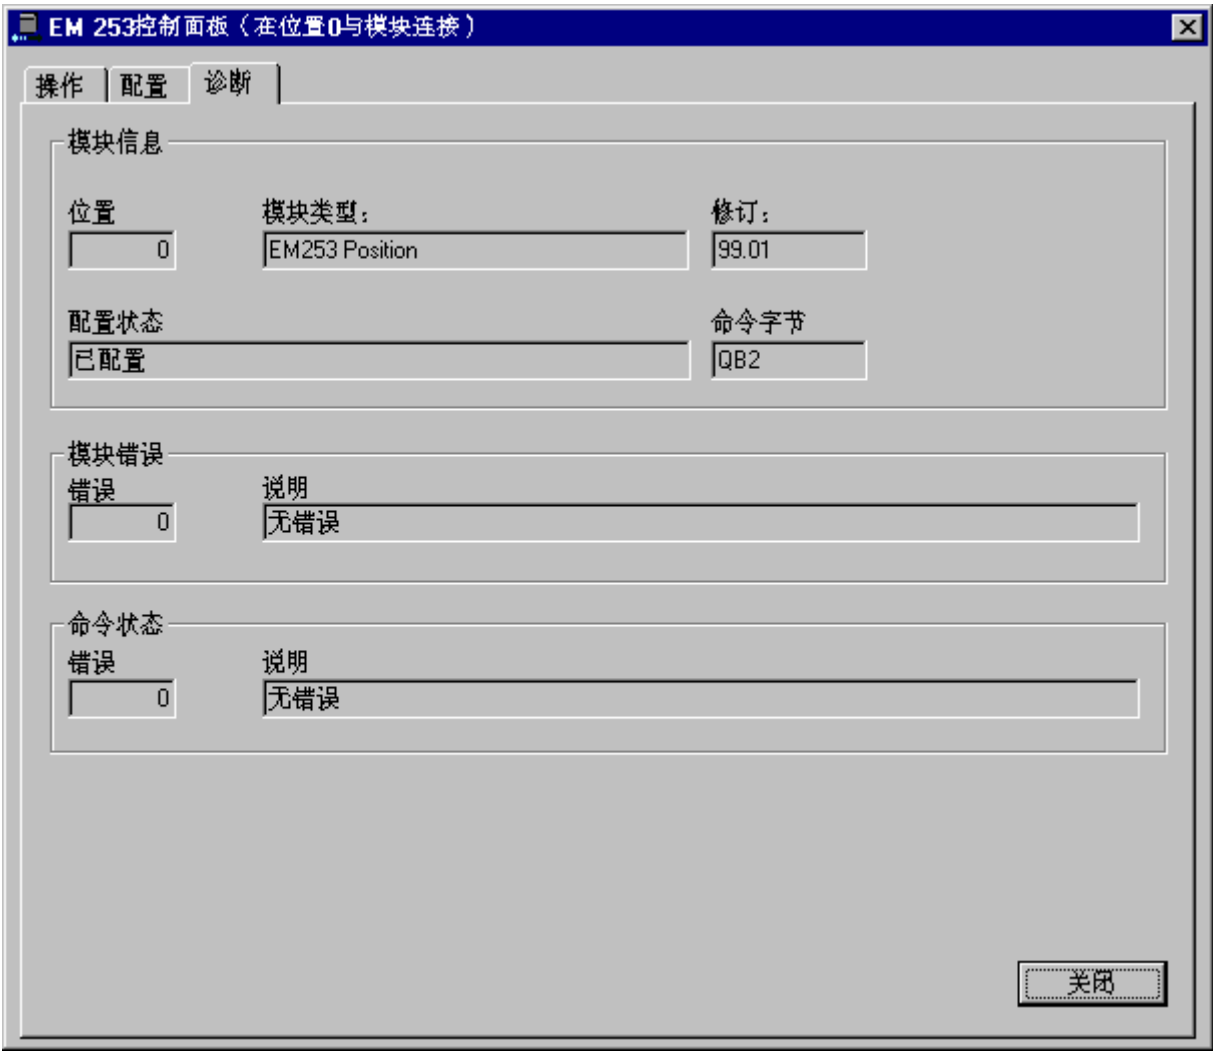 EM 253控制面板（在位置0与模块连接）
操作 配置 诊断
模块信息
位置 模块类型： 修订：
0 EM253 Position 99.01
配置状态 命令字节
已配置 QB2
模块错误
错误 说明
0 无错误
命令状态
错误 说明
0 无错误
关闭